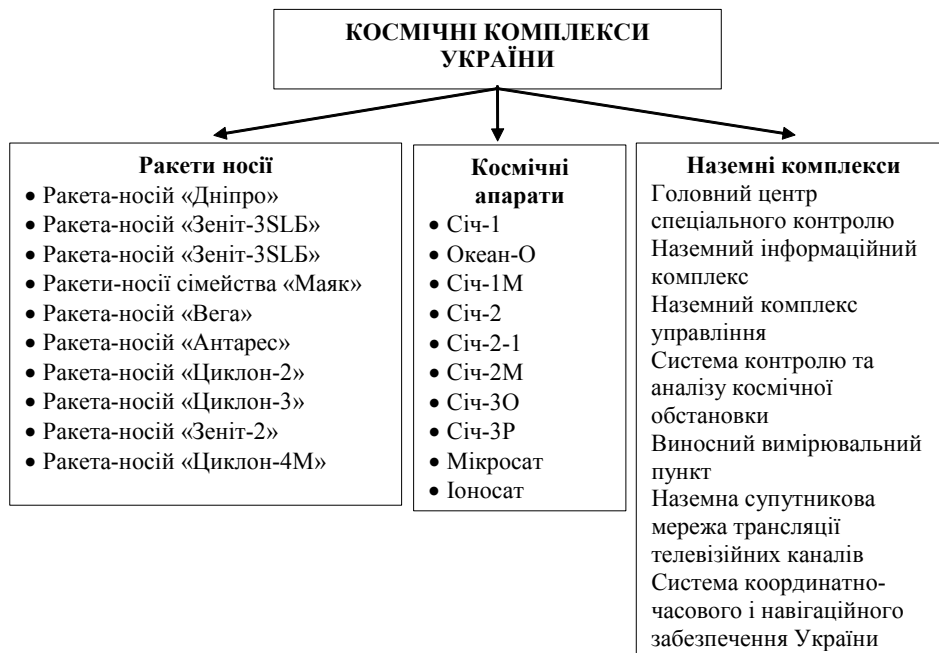 КОСМІЧНІ КОМПЛЕКСИ
УКРАЇНИ
Ракети носії
• Ракета-носій «Дніпро»
• Ракета-носій «Зеніт-3SLБ»
• Ракета-носій «Зеніт-3SLБ»
• Ракети-носії сімейства «Маяк»
• Ракета-носій «Вега»
• Ракета-носій «Антарес»
• Ракета-носій «Циклон-2»
• Ракета-носій «Циклон-3»
• Ракета-носій «Зеніт-2»
• Ракета-носій «Циклон-4М»
Космічні
апарати
• Січ-1
• Океан-О
• Січ-1М
• Січ-2
• Січ-2-1
• Січ-2М
• Січ-3О
• Січ-3Р
• Мікросат
• Іоносат
Наземні комплекси
Головний центр
спеціального контролю
Наземний інформаційний
комплекс
Наземний комплекс
управління
Система контролю та
аналізу космічної
обстановки
Виносний вимірювальний
пункт
Наземна супутникова
мережа трансляції
телевізійних каналів
Система координатно-
часового і навігаційного
забезпечення України